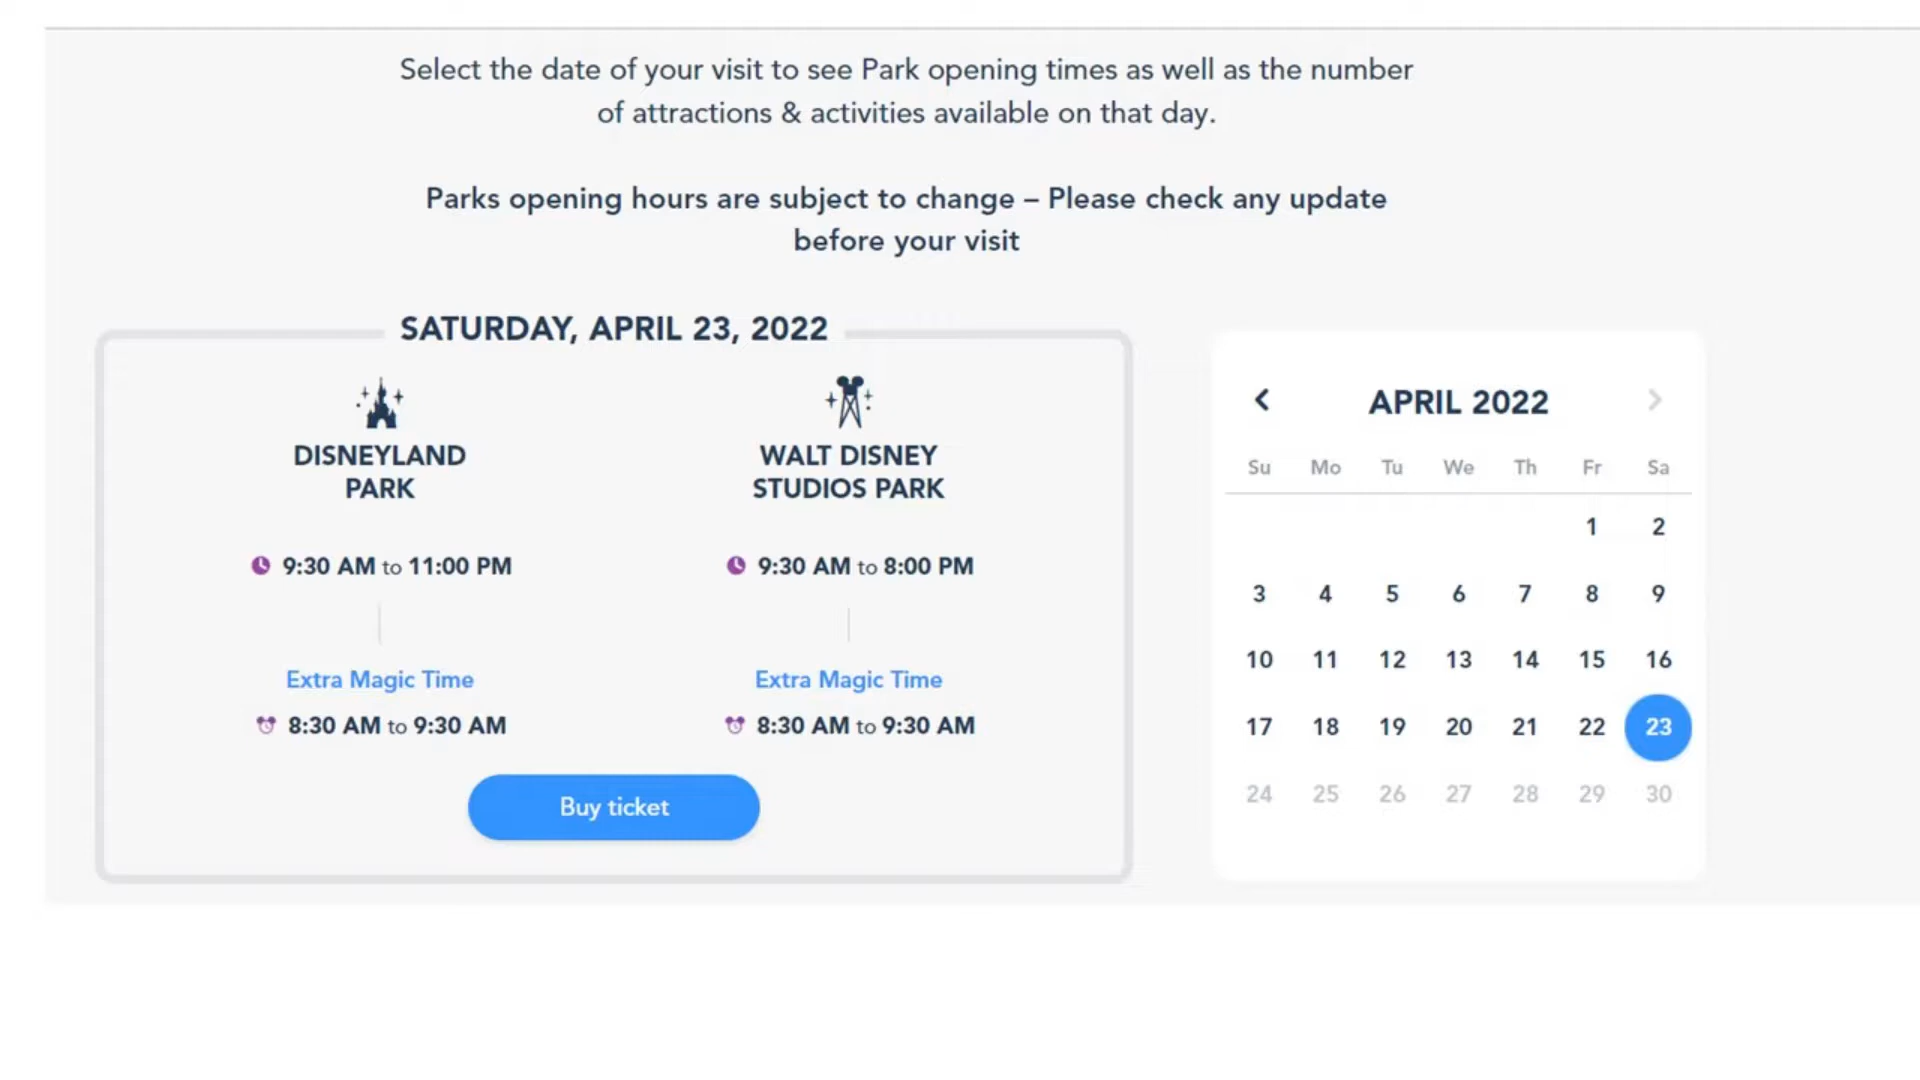 Select the date of your visit to see Park opening times as well as the number
of attractions & activities available on that day.
Parks opening hours are subject to change – Please check any update
before your visit
SATURDAY, APRIL 23, 2022
DISNEYLAND
PARK
9:30 AM to 11:00 PM
Extra Magic Time
8:30 AM to 9:30 AM
WALT DISNEY
STUDIOS PARK
9:30 AM to 8:00 PM
Extra Magic Time
8:30 AM to 9:30 AM
Buy ticket
APRIL 2022
Su Mo Tu We Th Fr Sa
1 2
3 4 5 6 7 8 9
10 11 12 13 14 15 16
17 18 19 20 21 22 23
24 25 26 27 28 29 30